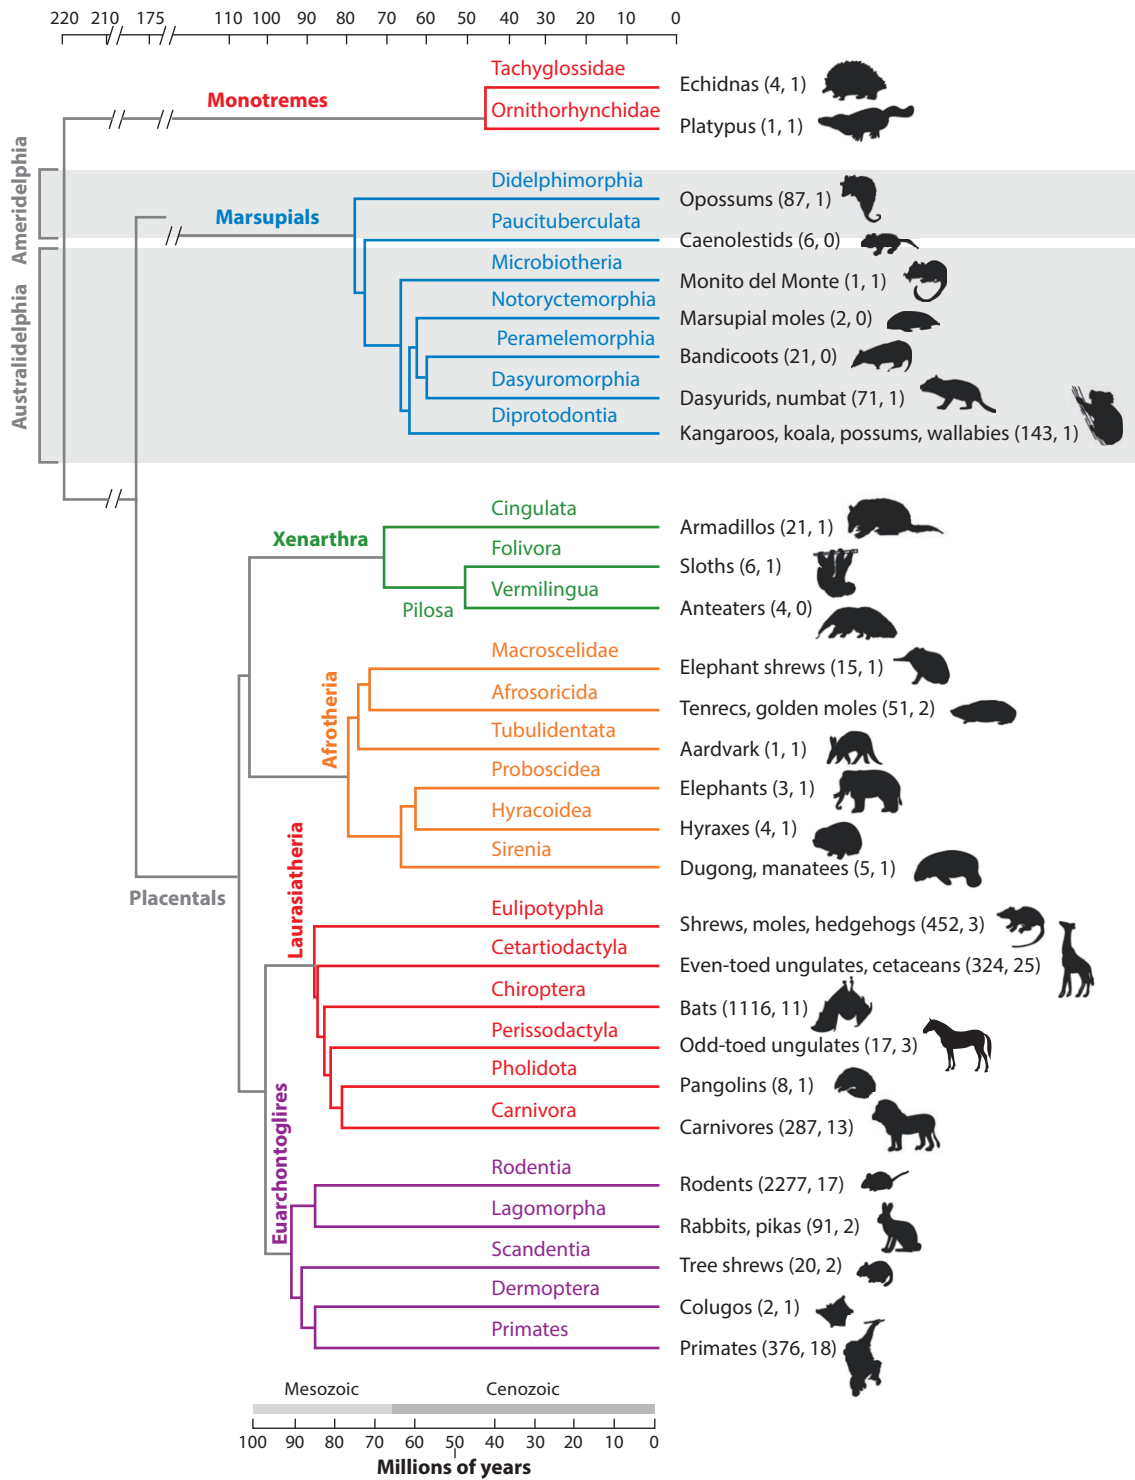 220 210 175 110 100 90 80 70 60 50 40 30 20 10 0
Tachyglossidae
Echidnas (4, 1)
Monotremes
Ornithorhynchidae
Platypus (1, 1)
Ameridelphia
Didelphimorphia
Opossums (87, 1)
Marsupials
Paucituberculata
Caenolestids (6, 0)
Australidelphia
Microbiotheria
Monito del Monte (1, 1)
Notoryctemorphia
Marsupial moles (2, 0)
Peramelemorphia
Bandicoots (21, 0)
Dasyuromorphia
Dasyurids, numbat (71, 1)
Diprotodontia
Kangaroos, koala, possums, wallabies (143, 1)
Cingulata
Armadillos (21, 1)
Xenarthra
Folivora
Sloths (6, 1)
Vermilingua
Anteaters (4, 0)
Pilosa
Macroscelidae
Elephant shrews (15, 1)
Afrotheria
Afrosoricida
Tenrecs, golden moles (51, 2)
Tubulidentata
Aardvark (1, 1)
Proboscidea
Elephants (3, 1)
Hyracoidea
Hyraxes (4, 1)
Sirenia
Dugong, manatees (5, 1)
Placentals
Laurasiatheria
Eulipotyphla
Shrews, moles, hedgehogs (452, 3)
Cetartiodactyla
Even-toed ungulates, cetaceans (324, 25)
Chiroptera
Bats (1116, 11)
Perissodactyla
Odd-toed ungulates (17, 3)
Pholidota
Pangolins (8, 1)
Carnivora
Carnivores (287, 13)
Euarchontoglires
Rodentia
Rodents (2277, 17)
Lagomorpha
Rabbits, pikas (91, 2)
Scandentia
Tree shrews (20, 2)
Dermoptera
Colugos (2, 1)
Primates
Primates (376, 18)
Mesozoic Cenozoic
100 90 80 70 60 50 40 30 20 10 0
Millions of years